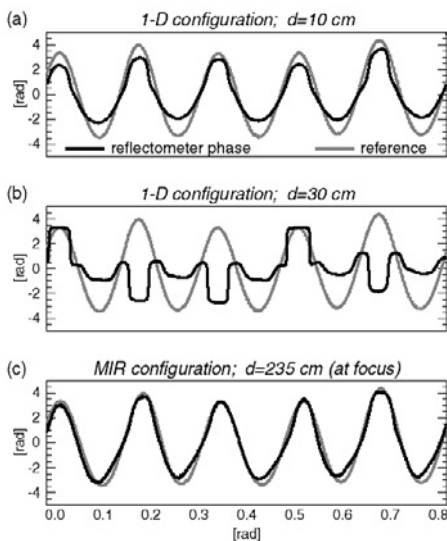 (a) 1-D configuration; d=10 cm
4
2
0
-2
-4
[rad]
reflectometer phase reference
(b) 1-D configuration; d=30 cm
4
2
0
-2
-4
[rad]
(c) MIR configuration; d=235 cm (at focus)
4
2
0
-2
-4
[rad]
0.0 0.1 0.2 0.3 0.4 0.5 0.6 0.7 0.8
[rad]